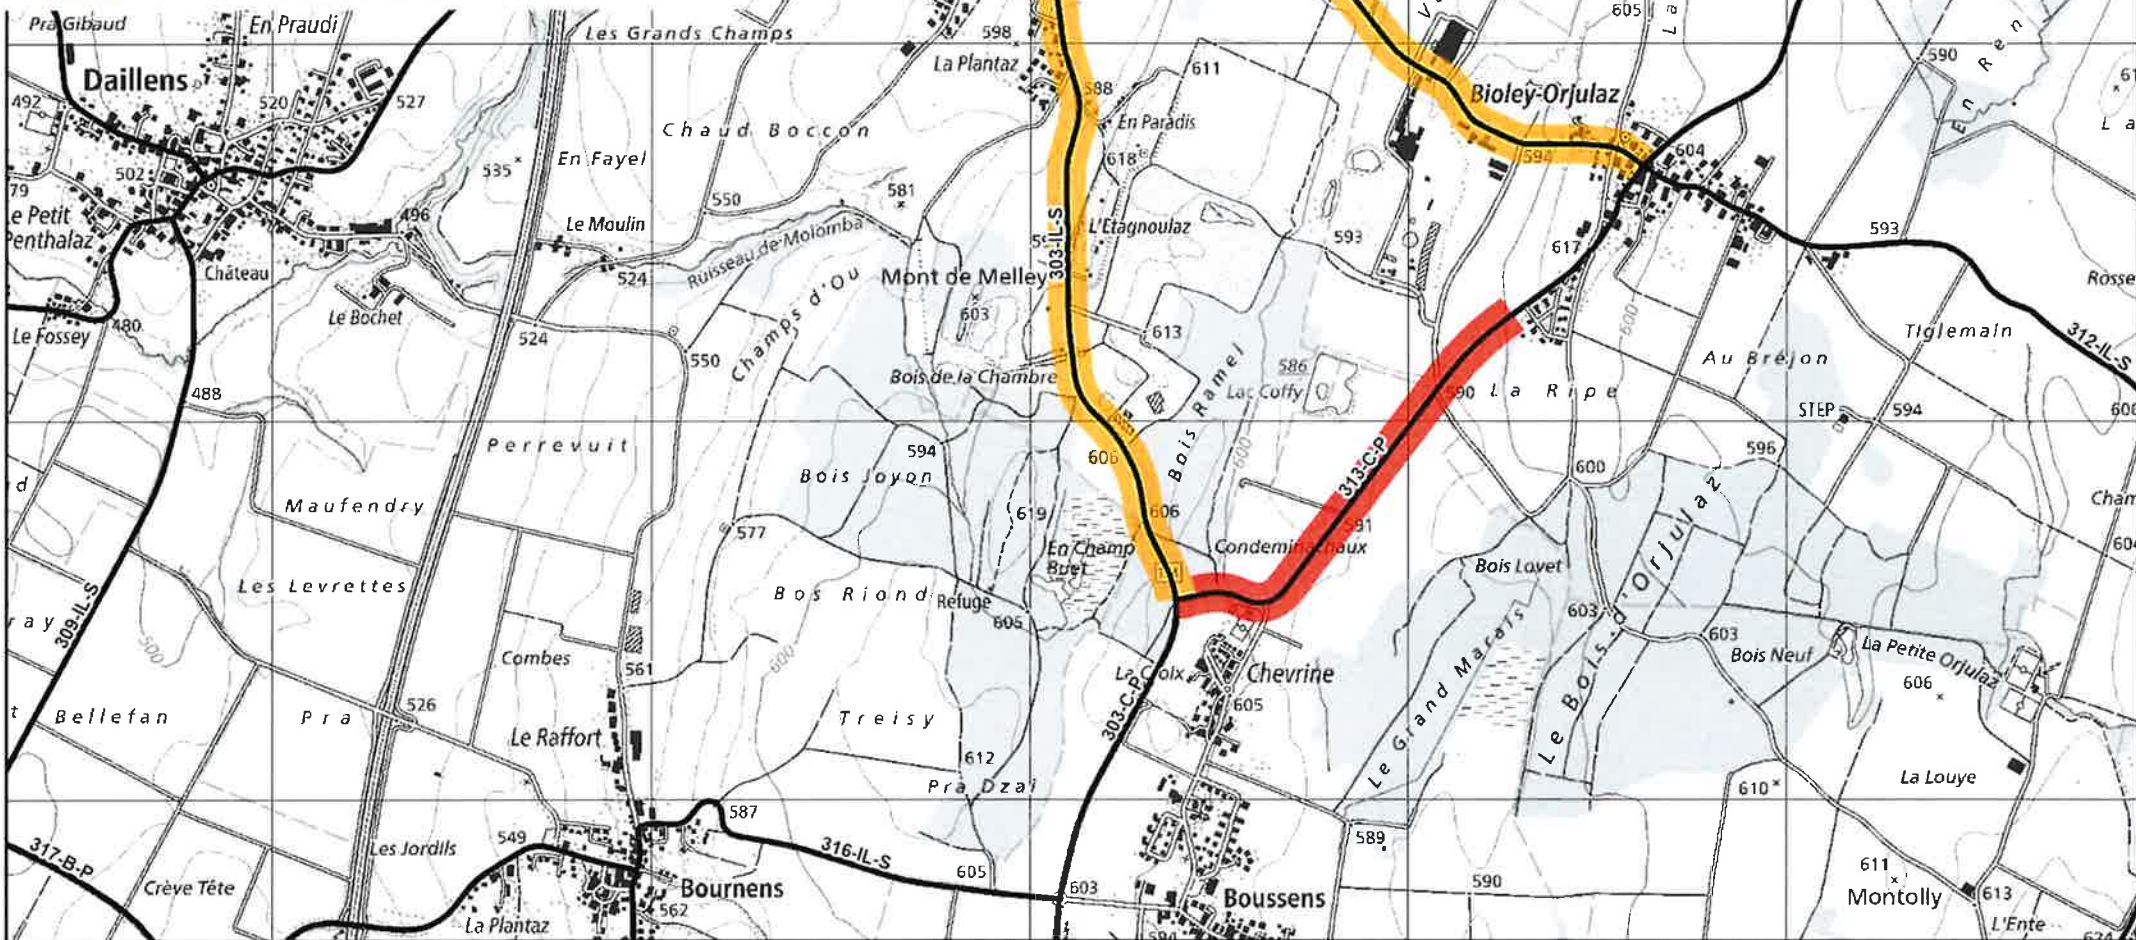 Pra Gibaud
En Praudi
Les Grands Champs
598
La Plantaz
605
590
Daillens
492
520
527
588
611
Bioley-Orjulaz
En Paradis
Chaud Boccon
En Fayel
535
618
594
604
502
79
581
550
Le Moulin
496
L'Etagnoulaz
593
617
593
Château
524
Ruisseau de Molomba
Mont de Melley
303-IL-S
Le Bochet
603
Champs d'Ou
Le Fossey
480
524
550
613
600
Tiglemain
312-IL-S
Au Bréjon
Bois de la Chambre
586
Lac Coffy
590
La Ripe
488
STEP
594
Perrevuit
594
606
Bois Ramel
600
313-C-P
596
600
Bois Joyon
Maufendry
577
619
606
591
En Champ
Buet
Condeminachaux
Bois Lovet
Les Levrettes
Bos Riond
Refuge
605
603
603
309-IL-S
500
Combes
561
600
La Croix
Chevrine
605
Le Grand Marais
Le Bois d'Orjulaz
Bois Neuf
La Petite Orjulaz
606
Bellefan
Pra
526
Le Raffort
Treisy
303-C-P
612
Pra Dzai
610
La Louye
587
549
Les Jordils
316-IL-S
589
317-B-P
605
603
590
611
613
Crève Tête
Bournens
562
La Plantaz
Boussens
Montolly
L'Ente